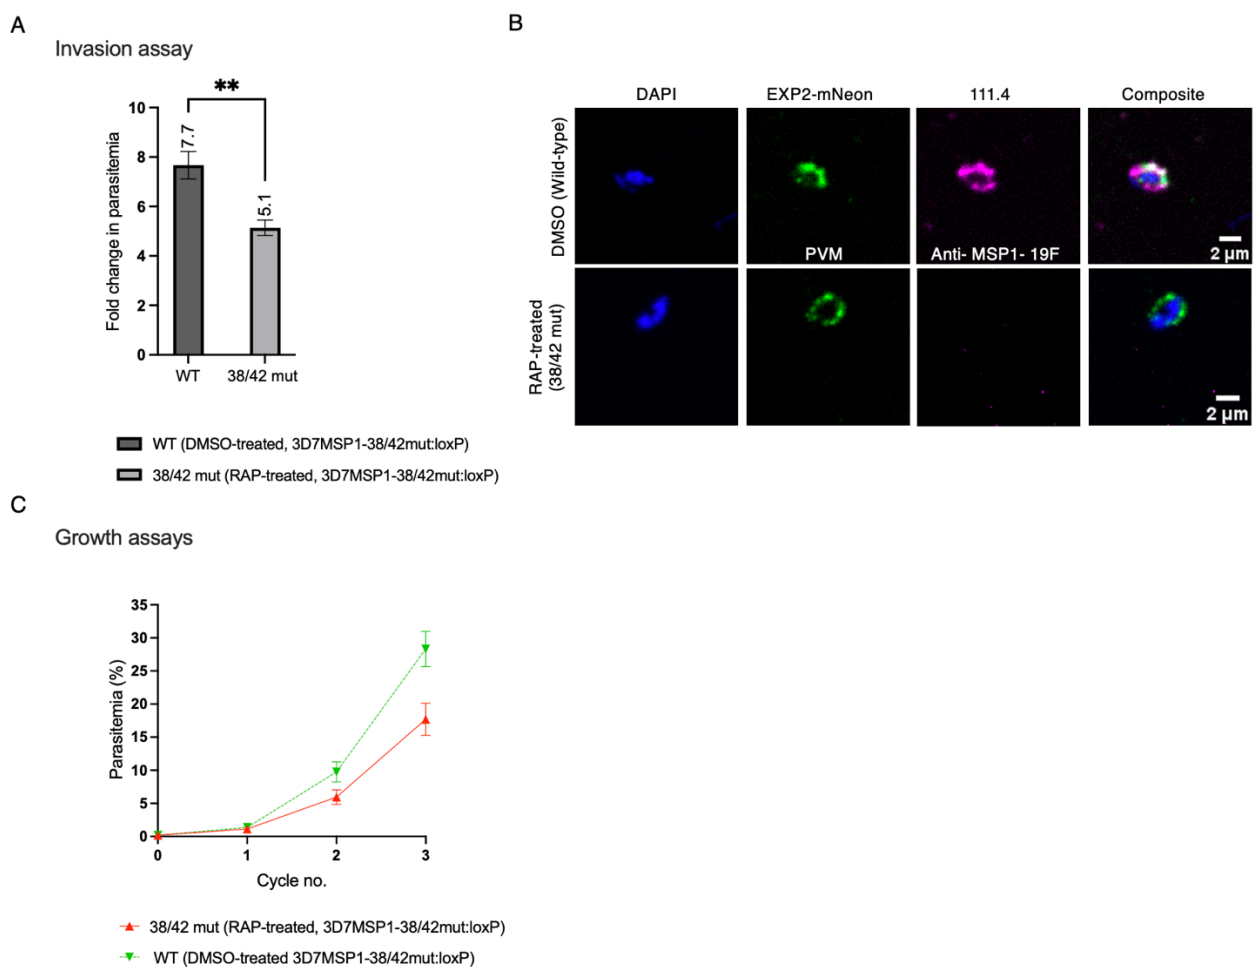 A
Invasion assay
**
10
8
6
4
2
0
Fold change in parasitemia
7.7
5.1
WT
38/42 mut
WT (DMSO-treated, 3D7MSP1-38/42mut:loxP)
38/42 mut (RAP-treated, 3D7MSP1-38/42mut:loxP)
B
DAPI
EXP2-mNeon
111.4
Composite
DMSO (Wild-type)
PVM
Anti- MSP1- 19F
2 µm
RAP-treated
(38/42 mut)
2 µm
C
Growth assays
35
30
25
20
15
10
5
0
Parasitemia (%)
0
1
2
3
Cycle no.
38/42 mut (RAP-treated, 3D7MSP1-38/42mut:loxP)
WT (DMSO-treated 3D7MSP1-38/42mut:loxP)